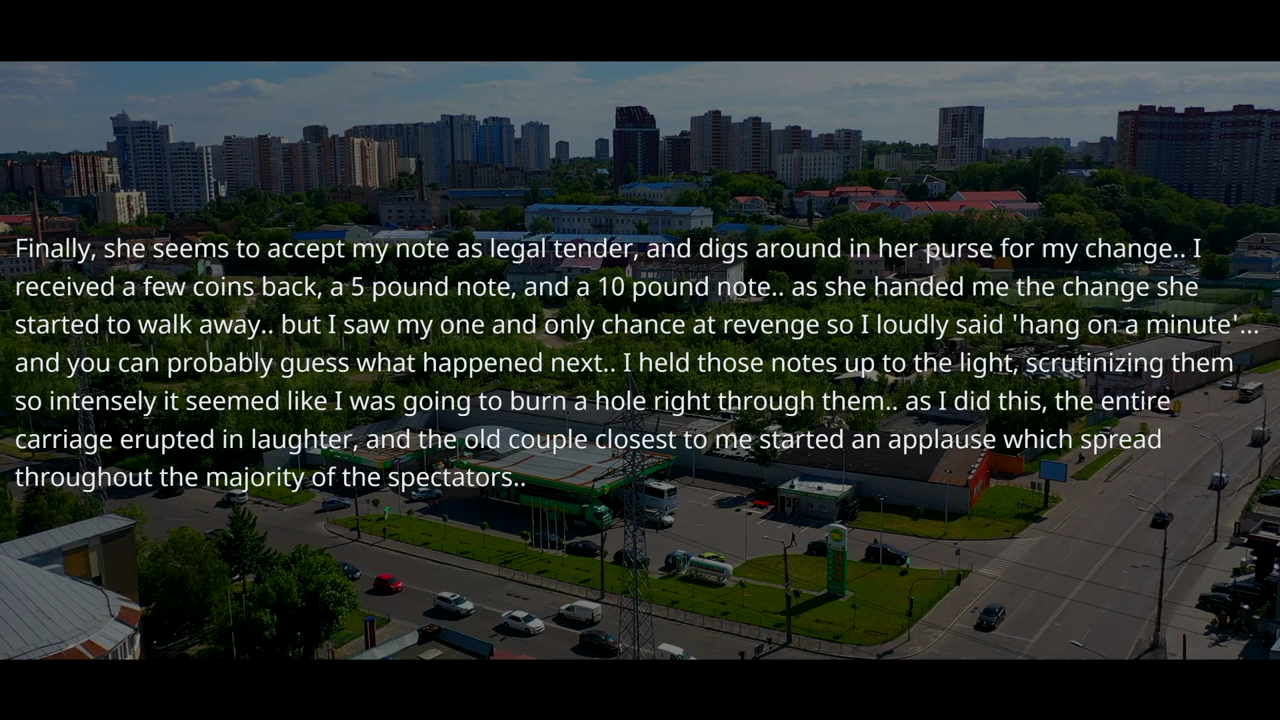 Finally, she seems to accept my note as legal tender, and digs around in her purse for my change.. I
received a few coins back, a 5 pound note, and a 10 pound note.. as she handed me the change she
started to walk away.. but I saw my one and only chance at revenge so I loudly said 'hang on a minute'...
and you can probably guess what happened next.. I held those notes up to the light, scrutinizing them
so intensely it seemed like I was going to burn a hole right through them.. as I did this, the entire
carriage erupted in laughter, and the old couple closest to me started an applause which spread
throughout the majority of the spectators..